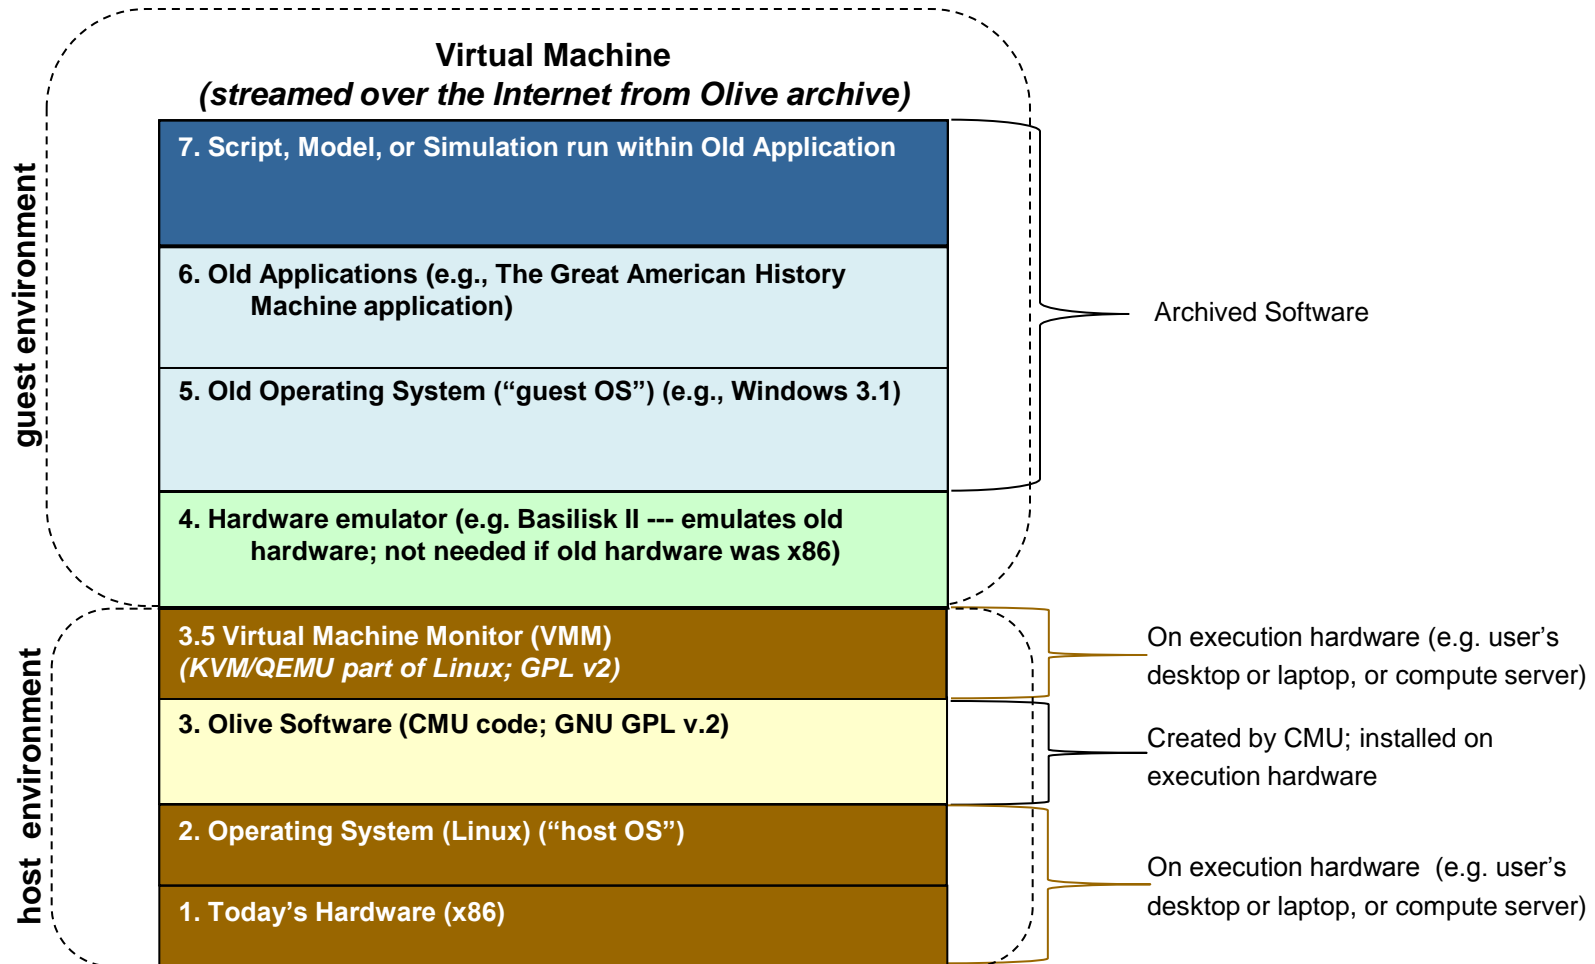 Virtual Machine
(streamed over the Internet from Olive archive)
guest environment
7. Script, Model, or Simulation run within Old Application
6. Old Applications (e.g., The Great American History
Machine application)
5. Old Operating System (“guest OS”) (e.g., Windows 3.1)
Archived Software
4. Hardware emulator (e.g. Basilisk II --- emulates old
hardware; not needed if old hardware was x86)
host environment
3.5 Virtual Machine Monitor (VMM)
(KVM/QEMU part of Linux; GPL v2)
On execution hardware (e.g. user’s
desktop or laptop, or compute server)
3. Olive Software (CMU code; GNU GPL v.2)
Created by CMU; installed on
execution hardware
2. Operating System (Linux) (“host OS”)
1. Today’s Hardware (x86)
On execution hardware (e.g. user’s
desktop or laptop, or compute server)